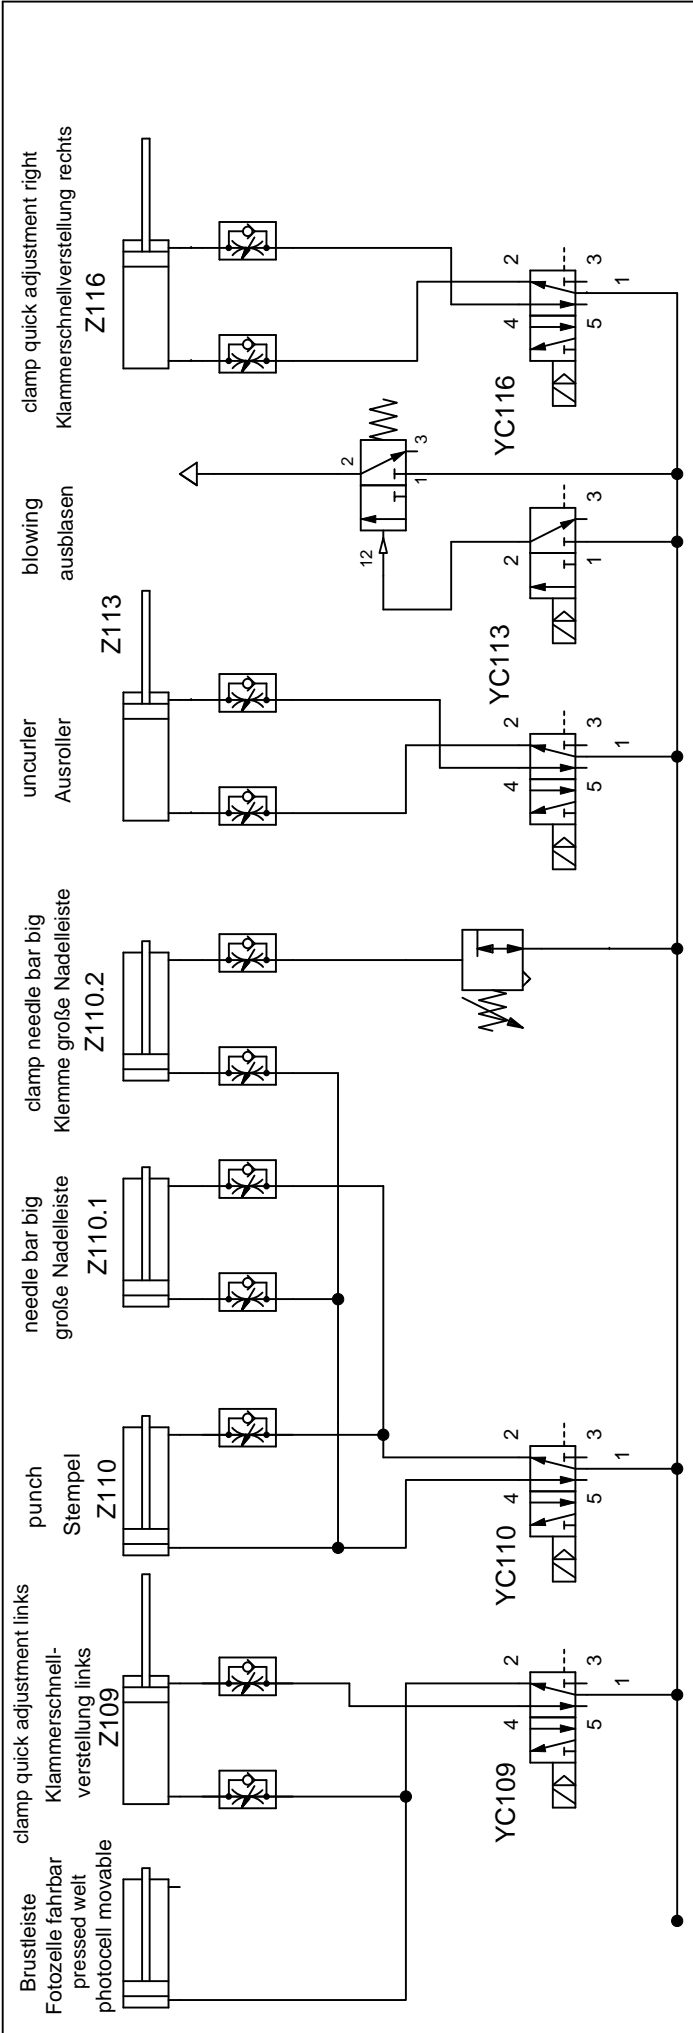 Brustleiste
Fotozelle fahrbar
pressed welt
photocell movable
clamp quick adjustment links
Klammerschnell-
verstellung links
Z109
punch
Stempel
Z110
needle bar big
große Nadelleiste
Z110.1
clamp needle bar big
Klemme große Nadelleiste
Z110.2
uncurler
Ausroller
Z113
blowing
ausblasen
clamp quick adjustment right
Klammerschnellverstellung rechts
Z116
12
2
1
3
YC109
4
2
5
1
3
YC110
4
2
5
1
3
YC113
4
2
5
1
3
2
1
3
YC116
4
2
5
1
3